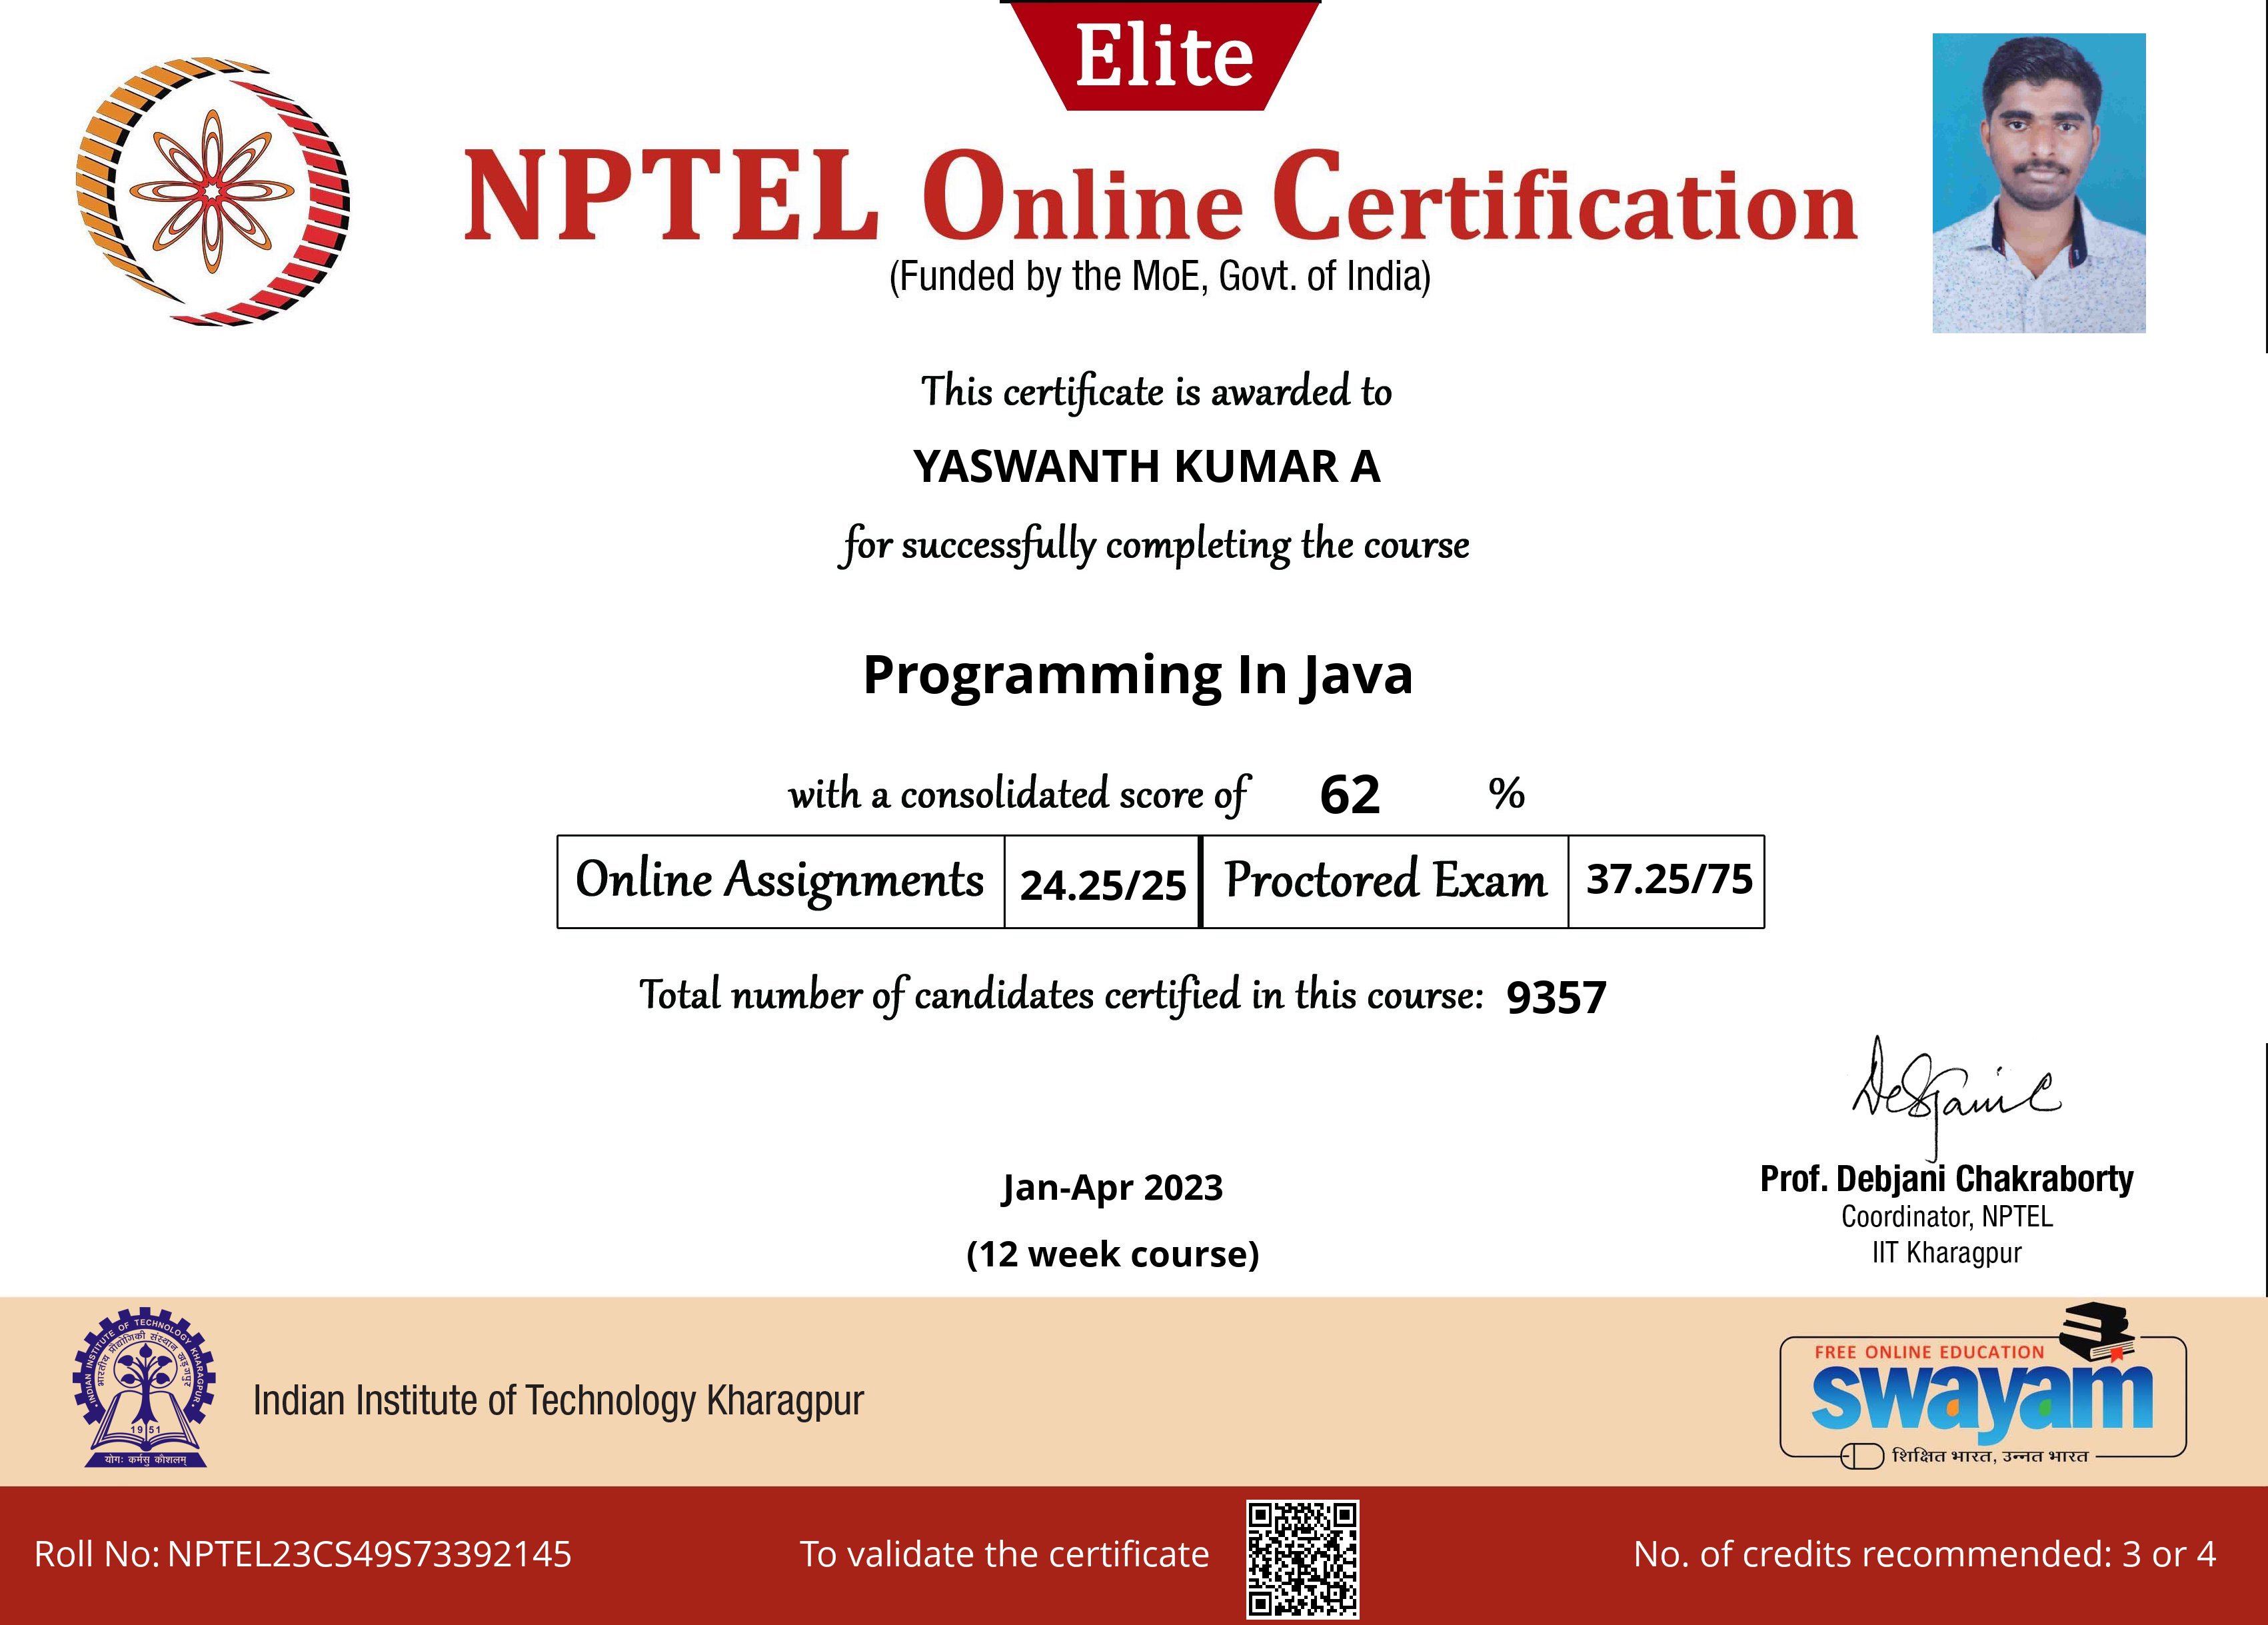 Elite
NPTEL Online Certification
(Funded by the MoE, Govt. of India)
This certificate is awarded to
YASWANTH KUMAR A
for successfully completing the course
Programming In Java
with a consolidated score of 62 %
Online Assignments 24.25/25 Proctored Exam 37.25/75
Total number of candidates certified in this course: 9357
Jan-Apr 2023
(12 week course)
Prof. Debjani Chakraborty
Coordinator, NPTEL
IIT Kharagpur
INDIAN INSTITUTE OF TECHNOLOGY KHARAGPUR
भारतीय प्रौद्योगिकी संस्थान खड़गपुर
1951
योगः कर्मसु कौशलम्
Indian Institute of Technology Kharagpur
FREE ONLINE EDUCATION
swayam
शिक्षित भारत, उन्नत भारत
Roll No: NPTEL23CS49S73392145
To validate the certificate
No. of credits recommended: 3 or 4